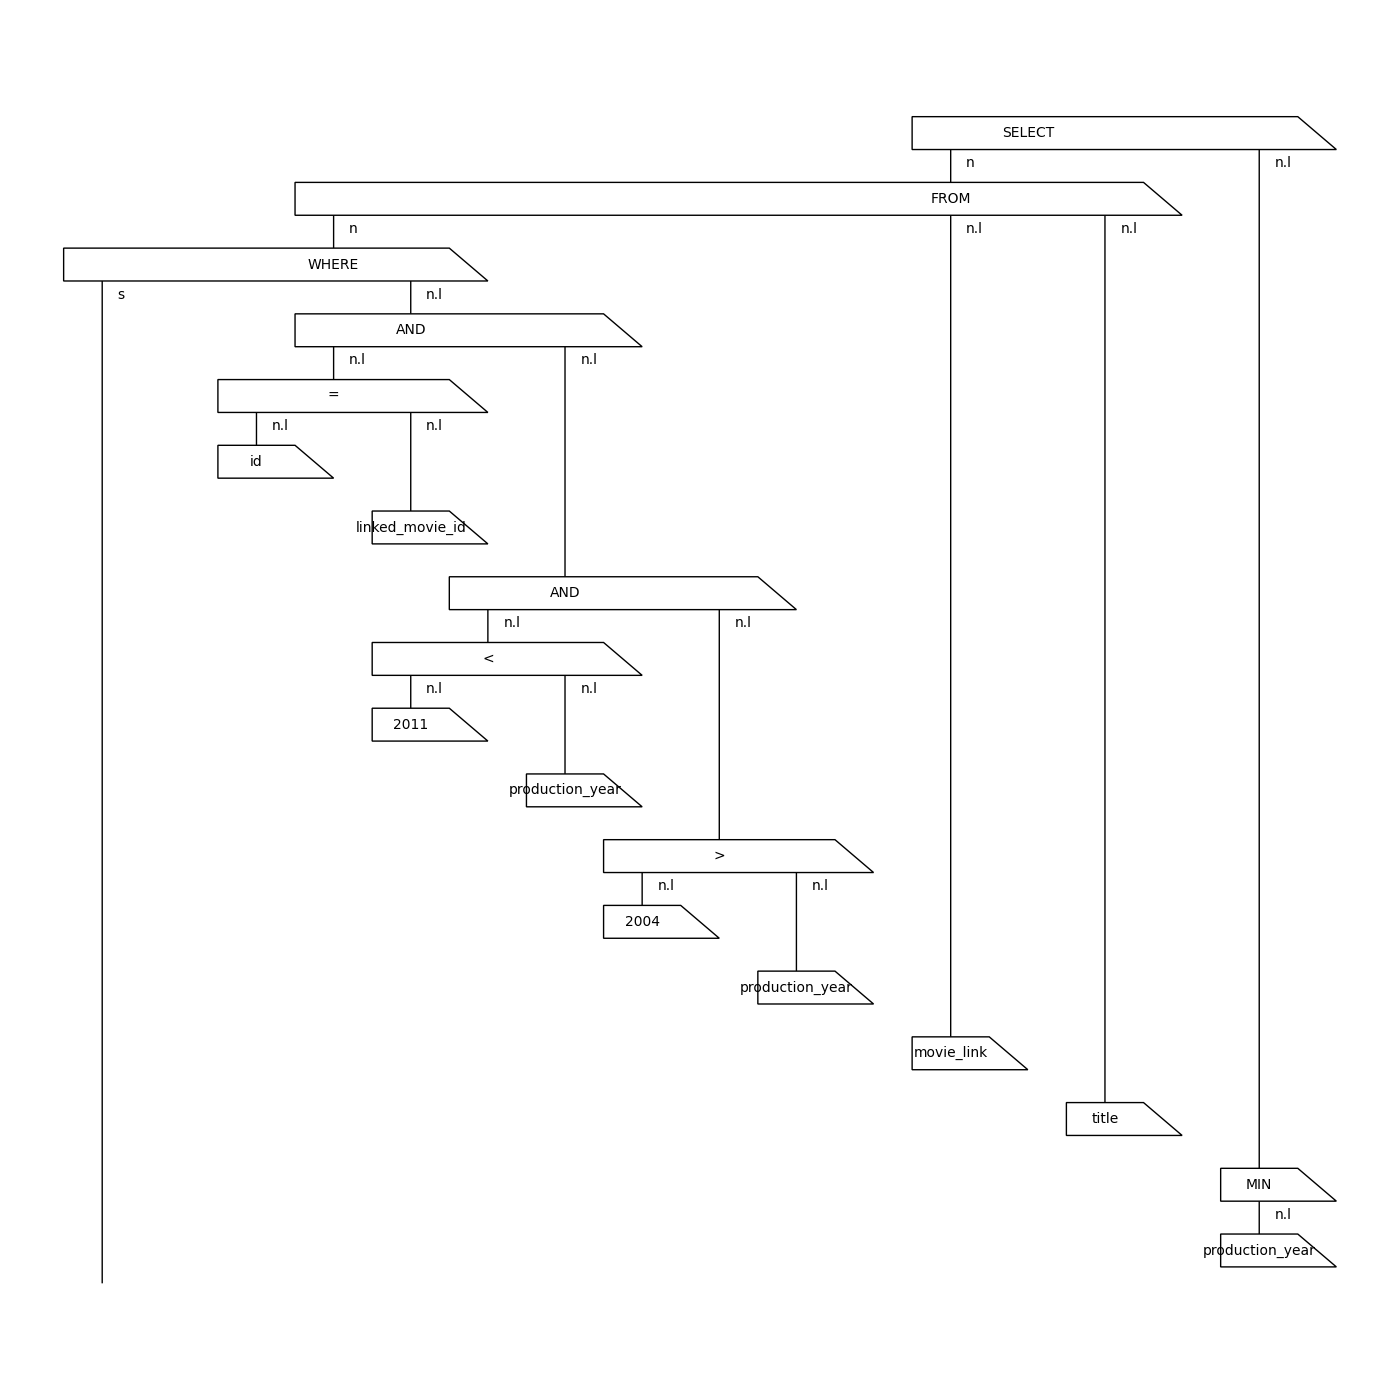 SELECT
n n.l
FROM
n n.l n.l
WHERE
s n.l
AND
n.l n.l
=
n.l n.l
id
linked_movie_id
AND
n.l n.l
<
n.l n.l
2011
production_year
>
n.l n.l
2004
production_year
movie_link
title
MIN
n.l
production_year